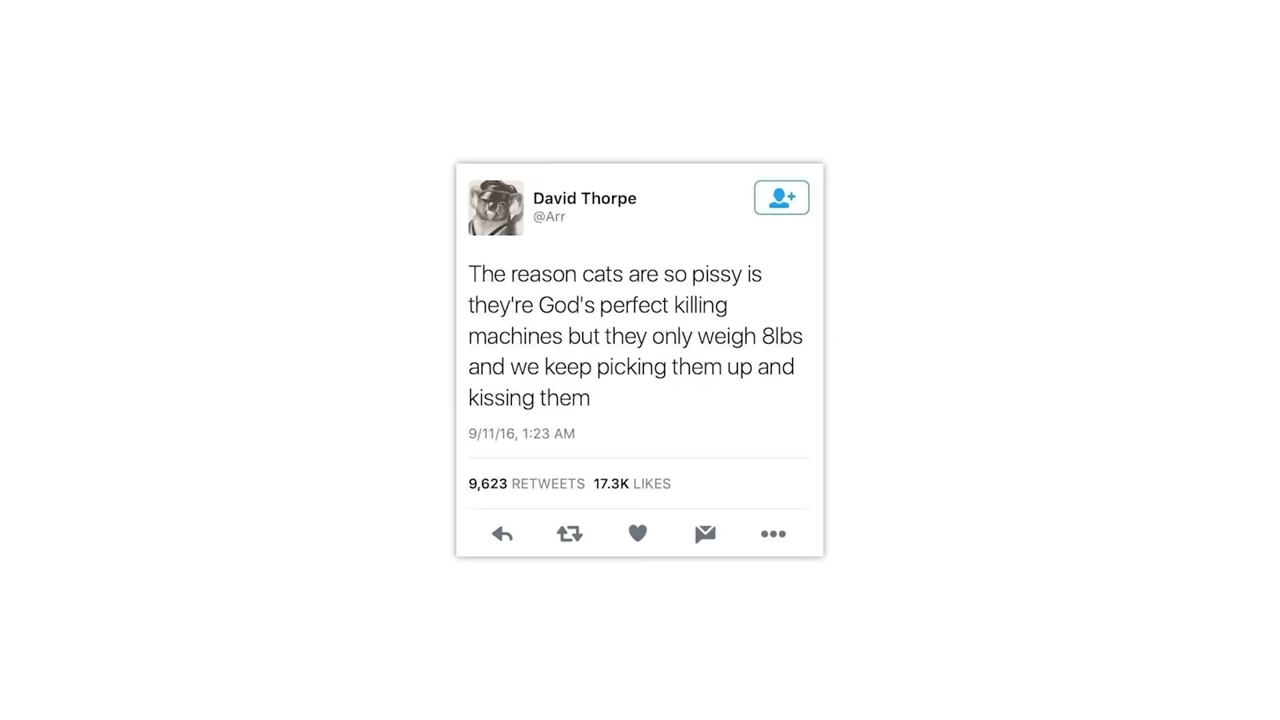 David Thorpe
@Arr
The reason cats are so pissy is
they're God's perfect killing
machines but they only weigh 8lbs
and we keep picking them up and
kissing them
9/11/16, 1:23 AM
9,623 RETWEETS 17.3K LIKES